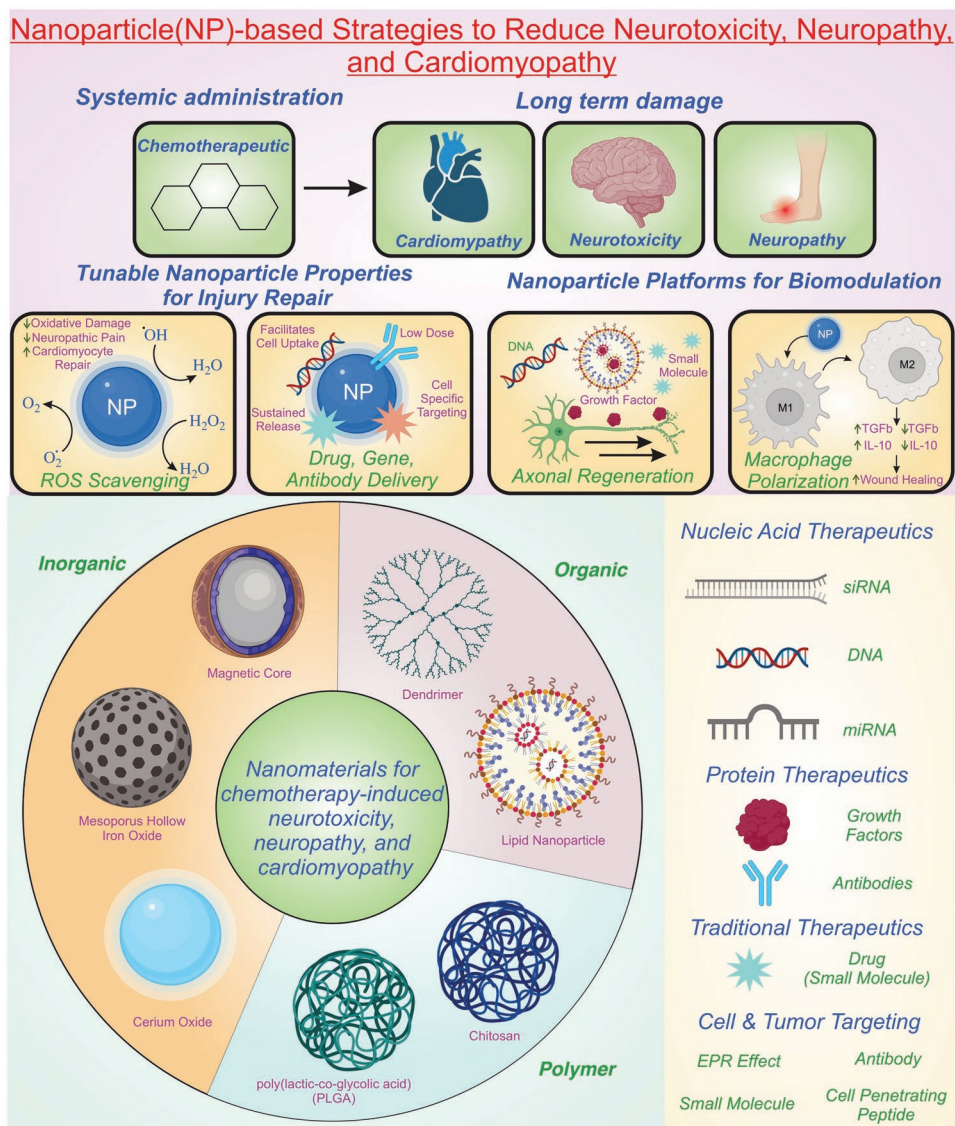 Nanoparticle(NP)-based Strategies to Reduce Neurotoxicity, Neuropathy,
and Cardiomyopathy
Systemic administration
Long term damage
Chemotherapeutic
Cardiomypathy
Neurotoxicity
Neuropathy
Tunable Nanoparticle Properties
for Injury Repair
Nanoparticle Platforms for Biomodulation
↓Oxidative Damage
↓Neuropathic Pain
↑Cardiomyocyte
Repair
˙OH
H₂O
NP
O₂
O₂˙
H₂O₂
H₂O
ROS Scavenging
Facilitates
Cell Uptake
Low Dose
NP
Sustained
Release
Cell
Specific
Targeting
Drug, Gene,
Antibody Delivery
DNA
Small
Molecule
Growth Factor
Axonal Regeneration
NP
M1
M2
↑TGFb ↓TGFb
↑IL-10 ↓IL-10
↑Wound Healing
Macrophage
Polarization
Inorganic
Organic
Magnetic Core
Dendrimer
Mesoporus Hollow
Iron Oxide
Lipid Nanoparticle
Nanomaterials for
chemotherapy-induced
neurotoxicity,
neuropathy, and
cardiomyopathy
Cerium Oxide
Chitosan
poly(lactic-co-glycolic acid)
(PLGA)
Polymer
Nucleic Acid Therapeutics
siRNA
DNA
miRNA
Protein Therapeutics
Growth
Factors
Antibodies
Traditional Therapeutics
Drug
(Small Molecule)
Cell & Tumor Targeting
EPR Effect
Antibody
Small Molecule
Cell Penetrating
Peptide